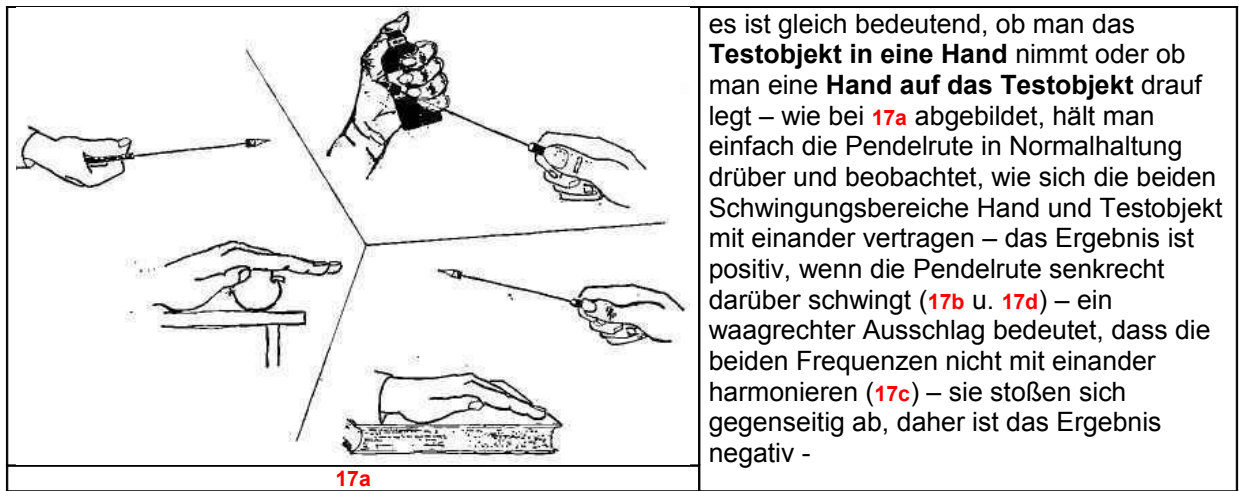 es ist gleich bedeutend, ob man das
Testobjekt in eine Hand nimmt oder ob
man eine Hand auf das Testobjekt drauf
legt – wie bei 17a abgebildet, hält man
einfach die Pendelrute in Normalhaltung
drüber und beobachtet, wie sich die beiden
Schwingungsbereiche Hand und Testobjekt
mit einander vertragen – das Ergebnis ist
positiv, wenn die Pendelrute senkrecht
darüber schwingt (17b u. 17d) – ein
waagrechter Ausschlag bedeutet, dass die
beiden Frequenzen nicht mit einander
harmonieren (17c) – sie stoßen sich
gegenseitig ab, daher ist das Ergebnis
negativ -
17a